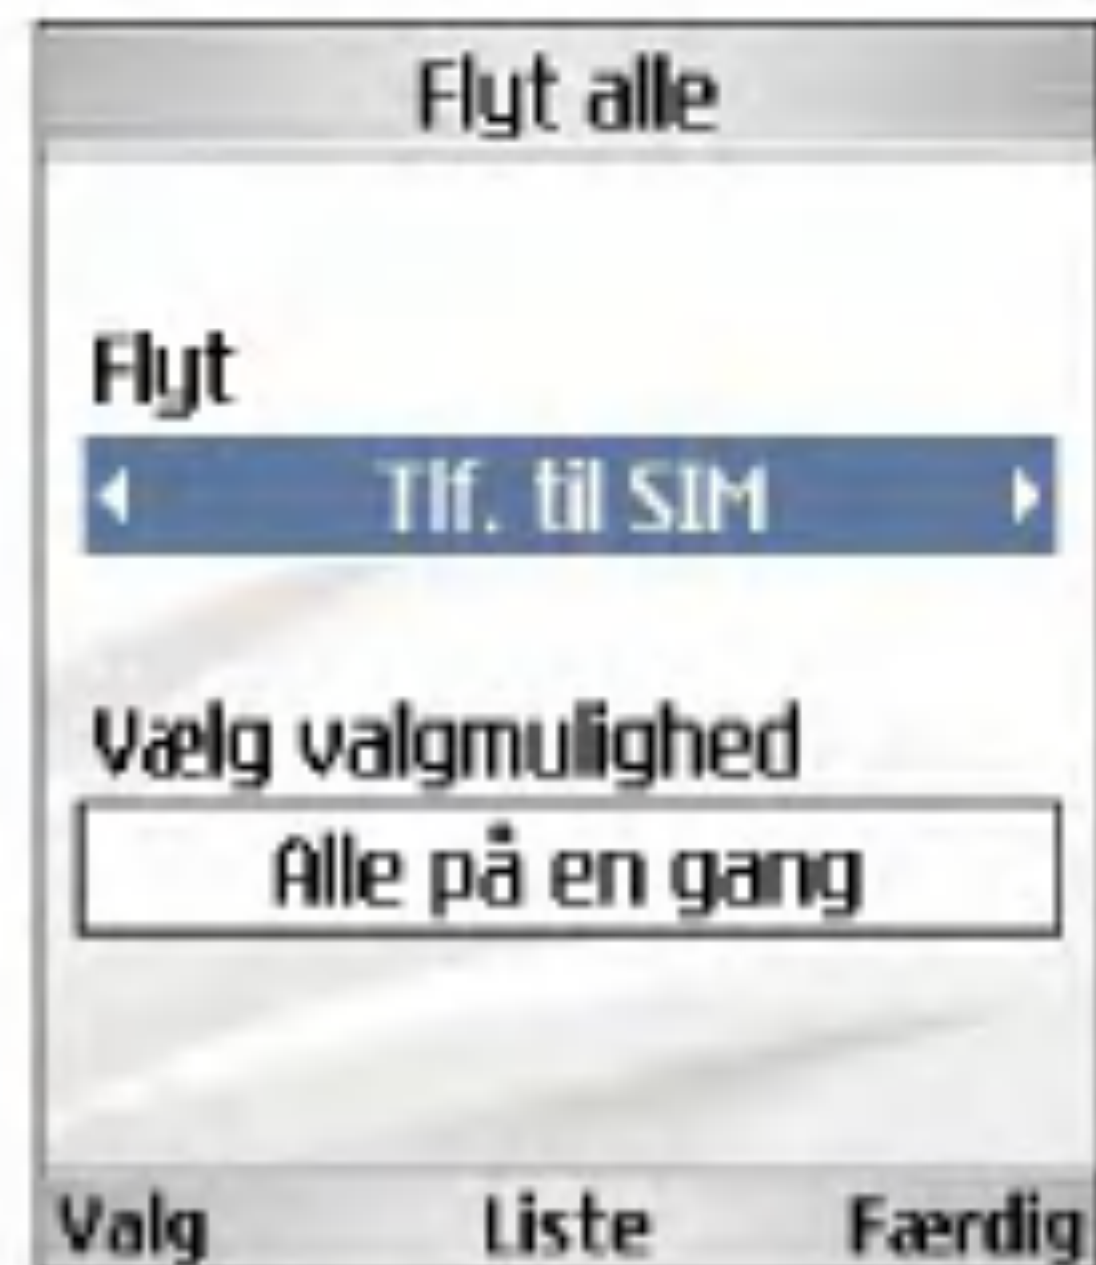 Flyt alle
Flyt
Tlf. til SIM
Vælg valgmulighed
Alle på en gang
Valg Liste Færdig